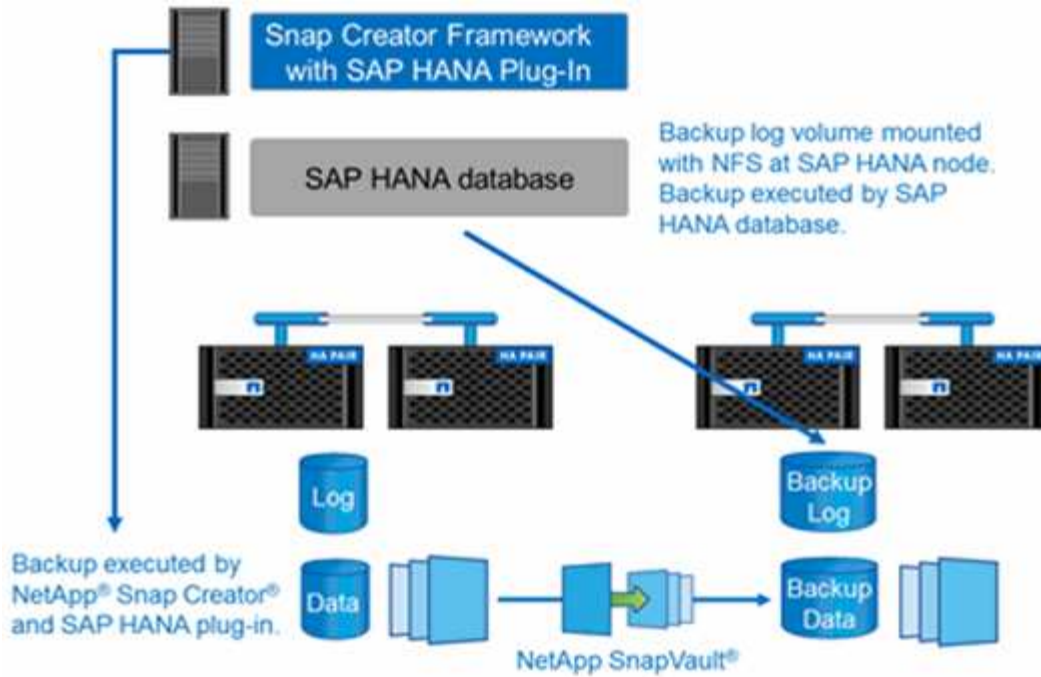 Snap Creator Framework
with SAP HANA Plug-In
SAP HANA database
Backup log volume mounted
with NFS at SAP HANA node.
Backup executed by SAP
HANA database.
HA PAIR
HA PAIR
HA PAIR
HA PAIR
Log
Backup
Log
Backup executed by
NetApp® Snap Creator®
and SAP HANA plug-in.
Data
Backup
Data
NetApp SnapVault®